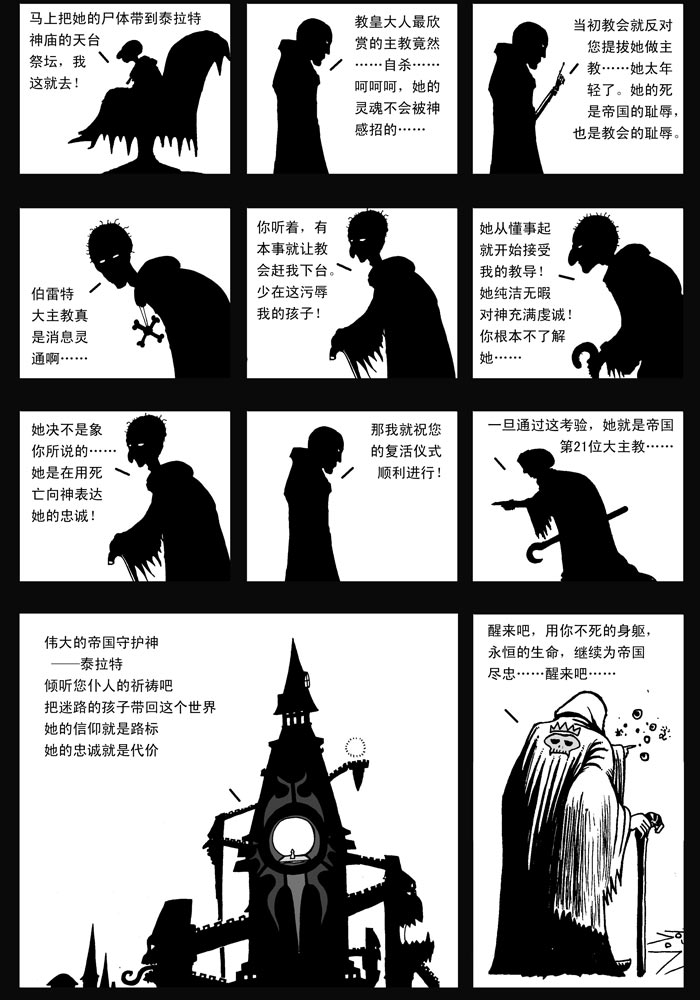 马上把她的尸体带到泰拉特
神庙的天台
祭坛，我
这就去！
教皇大人最欣
赏的主教竟然
……自杀……
呵呵呵，她的
灵魂不会被神
感招的……
当初教会就反对
您提拔她做主
教……她太年
轻了。她的死
是帝国的耻辱，
也是教会的耻辱。
伯雷特
大主教真
是消息灵
通啊……
你听着，有
本事就让教
会赶我下台。
少在这污辱
我的孩子！
她从懂事起
就开始接受
我的教导！
她纯洁无暇
对神充满虔诚！
你根本不了解
她……
她决不是象
你所说的……
她是在用死
亡向神表达
她的忠诚！
那我就祝您
的复活仪式
顺利进行！
一旦通过这考验，她就是帝国
第21位大主教……
伟大的帝国守护神
——泰拉特
倾听您仆人的祈祷吧
把迷路的孩子带回这个世界
她的信仰就是路标
她的忠诚就是代价
醒来吧，用你不死的身躯，
永恒的生命，继续为帝国
尽忠……醒来吧……